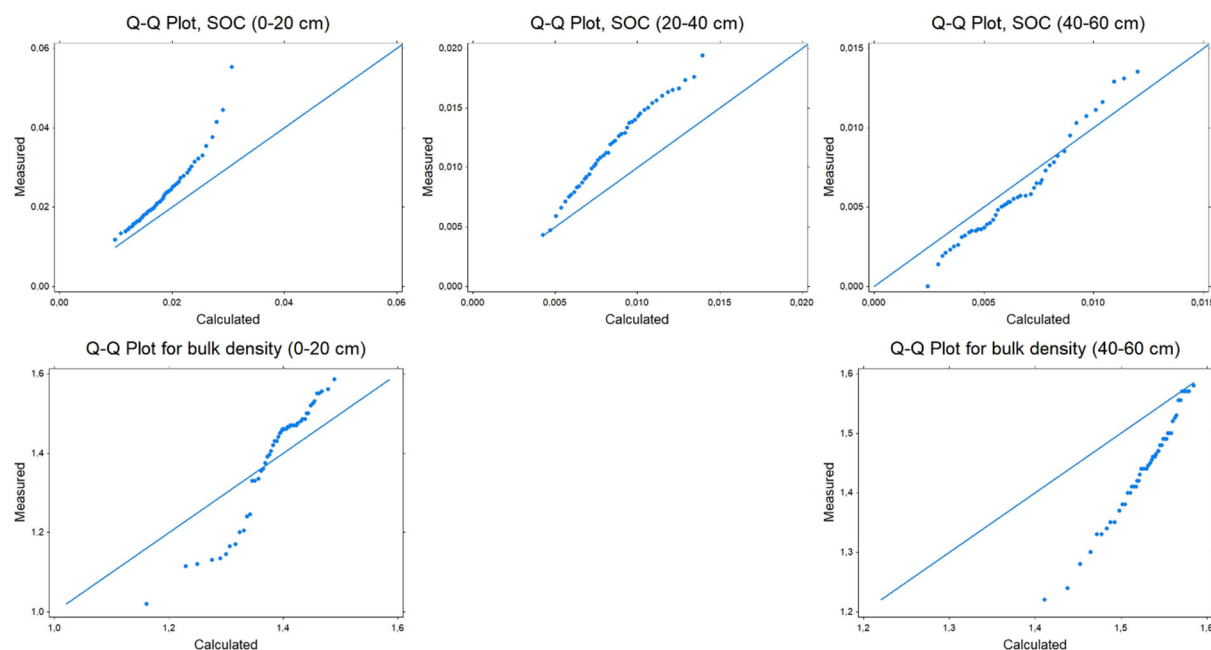 Q-Q Plot, SOC (0-20 cm)
Measured
0.06
0.04
0.02
0.00
0.00
0.02
0.04
0.06
Calculated
Q-Q Plot, SOC (20-40 cm)
Measured
0,020
0,015
0,010
0,005
0,000
0,000
0,005
0,010
0,015
0,020
Calculated
Q-Q Plot, SOC (40-60 cm)
Measured
0,015
0,010
0,005
0,000
0,000
0,005
0,010
0,015
Calculated
Q-Q Plot for bulk density (0-20 cm)
Measured
1,6
1,4
1,2
1,0
1,0
1,2
1,4
1,6
Calculated
Q-Q Plot for bulk density (40-60 cm)
Measured
1,6
1,5
1,4
1,3
1,2
1,2
1,3
1,4
1,5
1,6
Calculated